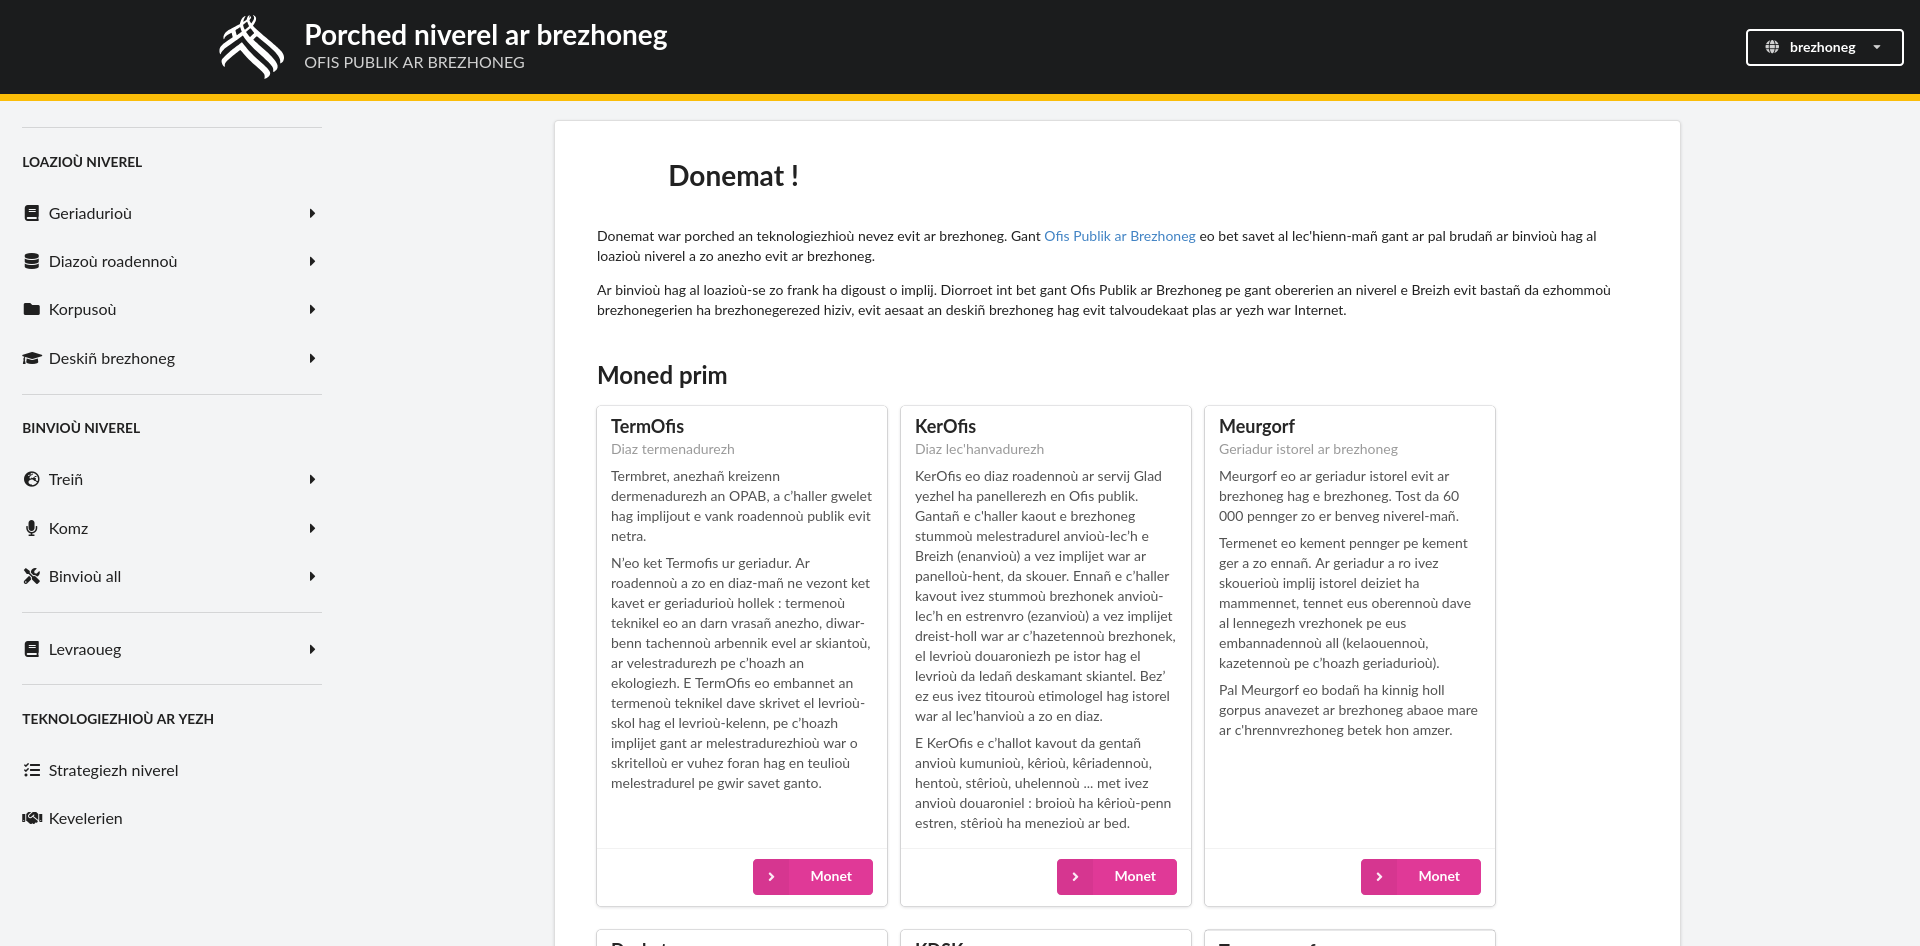 Porched niverel ar brezhoneg
OFIS PUBLIK AR BREZHONEG
brezhoneg
LOAZIOÙ NIVEREL
Geriadurioù
Diazoù roadennoù
Korpusoù
Deskiñ brezhoneg
BINVIOÙ NIVEREL
Treiñ
Komz
Binvioù all
Levraoueg
TEKNOLOGIEZHIOÙ AR YEZH
Strategiezh niverel
Kevelerien
Donemat !
Donemat war porched an teknologiezhioù nevez evit ar brezhoneg. Gant Ofis Publik ar Brezhoneg eo bet savet al lec'hienn-mañ gant ar pal brudañ ar binvioù hag al
loazioù niverel a zo anezho evit ar brezhoneg.
Ar binvioù hag al loazioù-se zo frank ha digoust o implij. Diorroet int bet gant Ofis Publik ar Brezhoneg pe gant obererien an niverel e Breizh evit bastañ da ezhommoù
brezhonegerien ha brezhonegerezed hiziv, evit aesaat an deskiñ brezhoneg hag evit talvoudekaat plas ar yezh war Internet.
Moned prim
TermOfis
Diaz termenadurezh
Termbret, anezhañ kreizenn
dermenadurezh an OPAB, a c’haller gwelet
hag implijout e vank roadennoù publik evit
netra.
N’eo ket Termofis ur geriadur. Ar
roadennoù a zo en diaz-mañ ne vezont ket
kavet er geriadurioù hollek : termenoù
teknikel eo an darn vrasañ anezho, diwar-
benn tachennoù arbennik evel ar skiantoù,
ar velestradurezh pe c’hoazh an
ekologiezh. E TermOfis eo embannet an
termenoù teknikel dave skrivet el levrioù-
skol hag el levrioù-kelenn, pe c’hoazh
implijet gant ar melestradurezhioù war o
skritelloù er vuhez foran hag en teulioù
melestradurel pe gwir savet ganto.
Monet
KerOfis
Diaz lec'hanvadurezh
KerOfis eo diaz roadennoù ar servij Glad
yezhel ha panellerezh en Ofis publik.
Gantañ e c'haller kaout e brezhoneg
stummoù melestradurel anvioù-lec’h e
Breizh (enanvioù) a vez implijet war ar
panelloù-hent, da skouer. Ennañ e c’haller
kavout ivez stummoù brezhonek anvioù-
lec’h en estrenvro (ezanvioù) a vez implijet
dreist-holl war ar c’hazetennoù brezhonek,
el levrioù douaroniezh pe istor hag el
levrioù da ledañ deskamant skiantel. Bez’
ez eus ivez titouroù etimologel hag istorel
war al lec'hanvioù a zo en diaz.
E KerOfis e c’hallot kavout da gentañ
anvioù kumunioù, kêrioù, kêriadennoù,
hentoù, stêrioù, uhelennoù ... met ivez
anvioù douaroniel : broioù ha kêrioù-penn
estren, stêrioù ha menezioù ar bed.
Monet
Meurgorf
Geriadur istorel ar brezhoneg
Meurgorf eo ar geriadur istorel evit ar
brezhoneg hag e brezhoneg. Tost da 60
000 pennger zo er benveg niverel-mañ.
Termenet eo kement pennger pe kement
ger a zo ennañ. Ar geriadur a ro ivez
skouerioù implij istorel deiziet ha
mammennet, tennet eus oberennoù dave
al lennegezh vrezhonek pe eus
embannadennoù all (kelaouennoù,
kazetennoù pe c’hoazh geriadurioù).
Pal Meurgorf eo bodañ ha kinnig holl
gorpus anavezet ar brezhoneg abaoe mare
ar c'hrennvrezhoneg betek hon amzer.
Monet